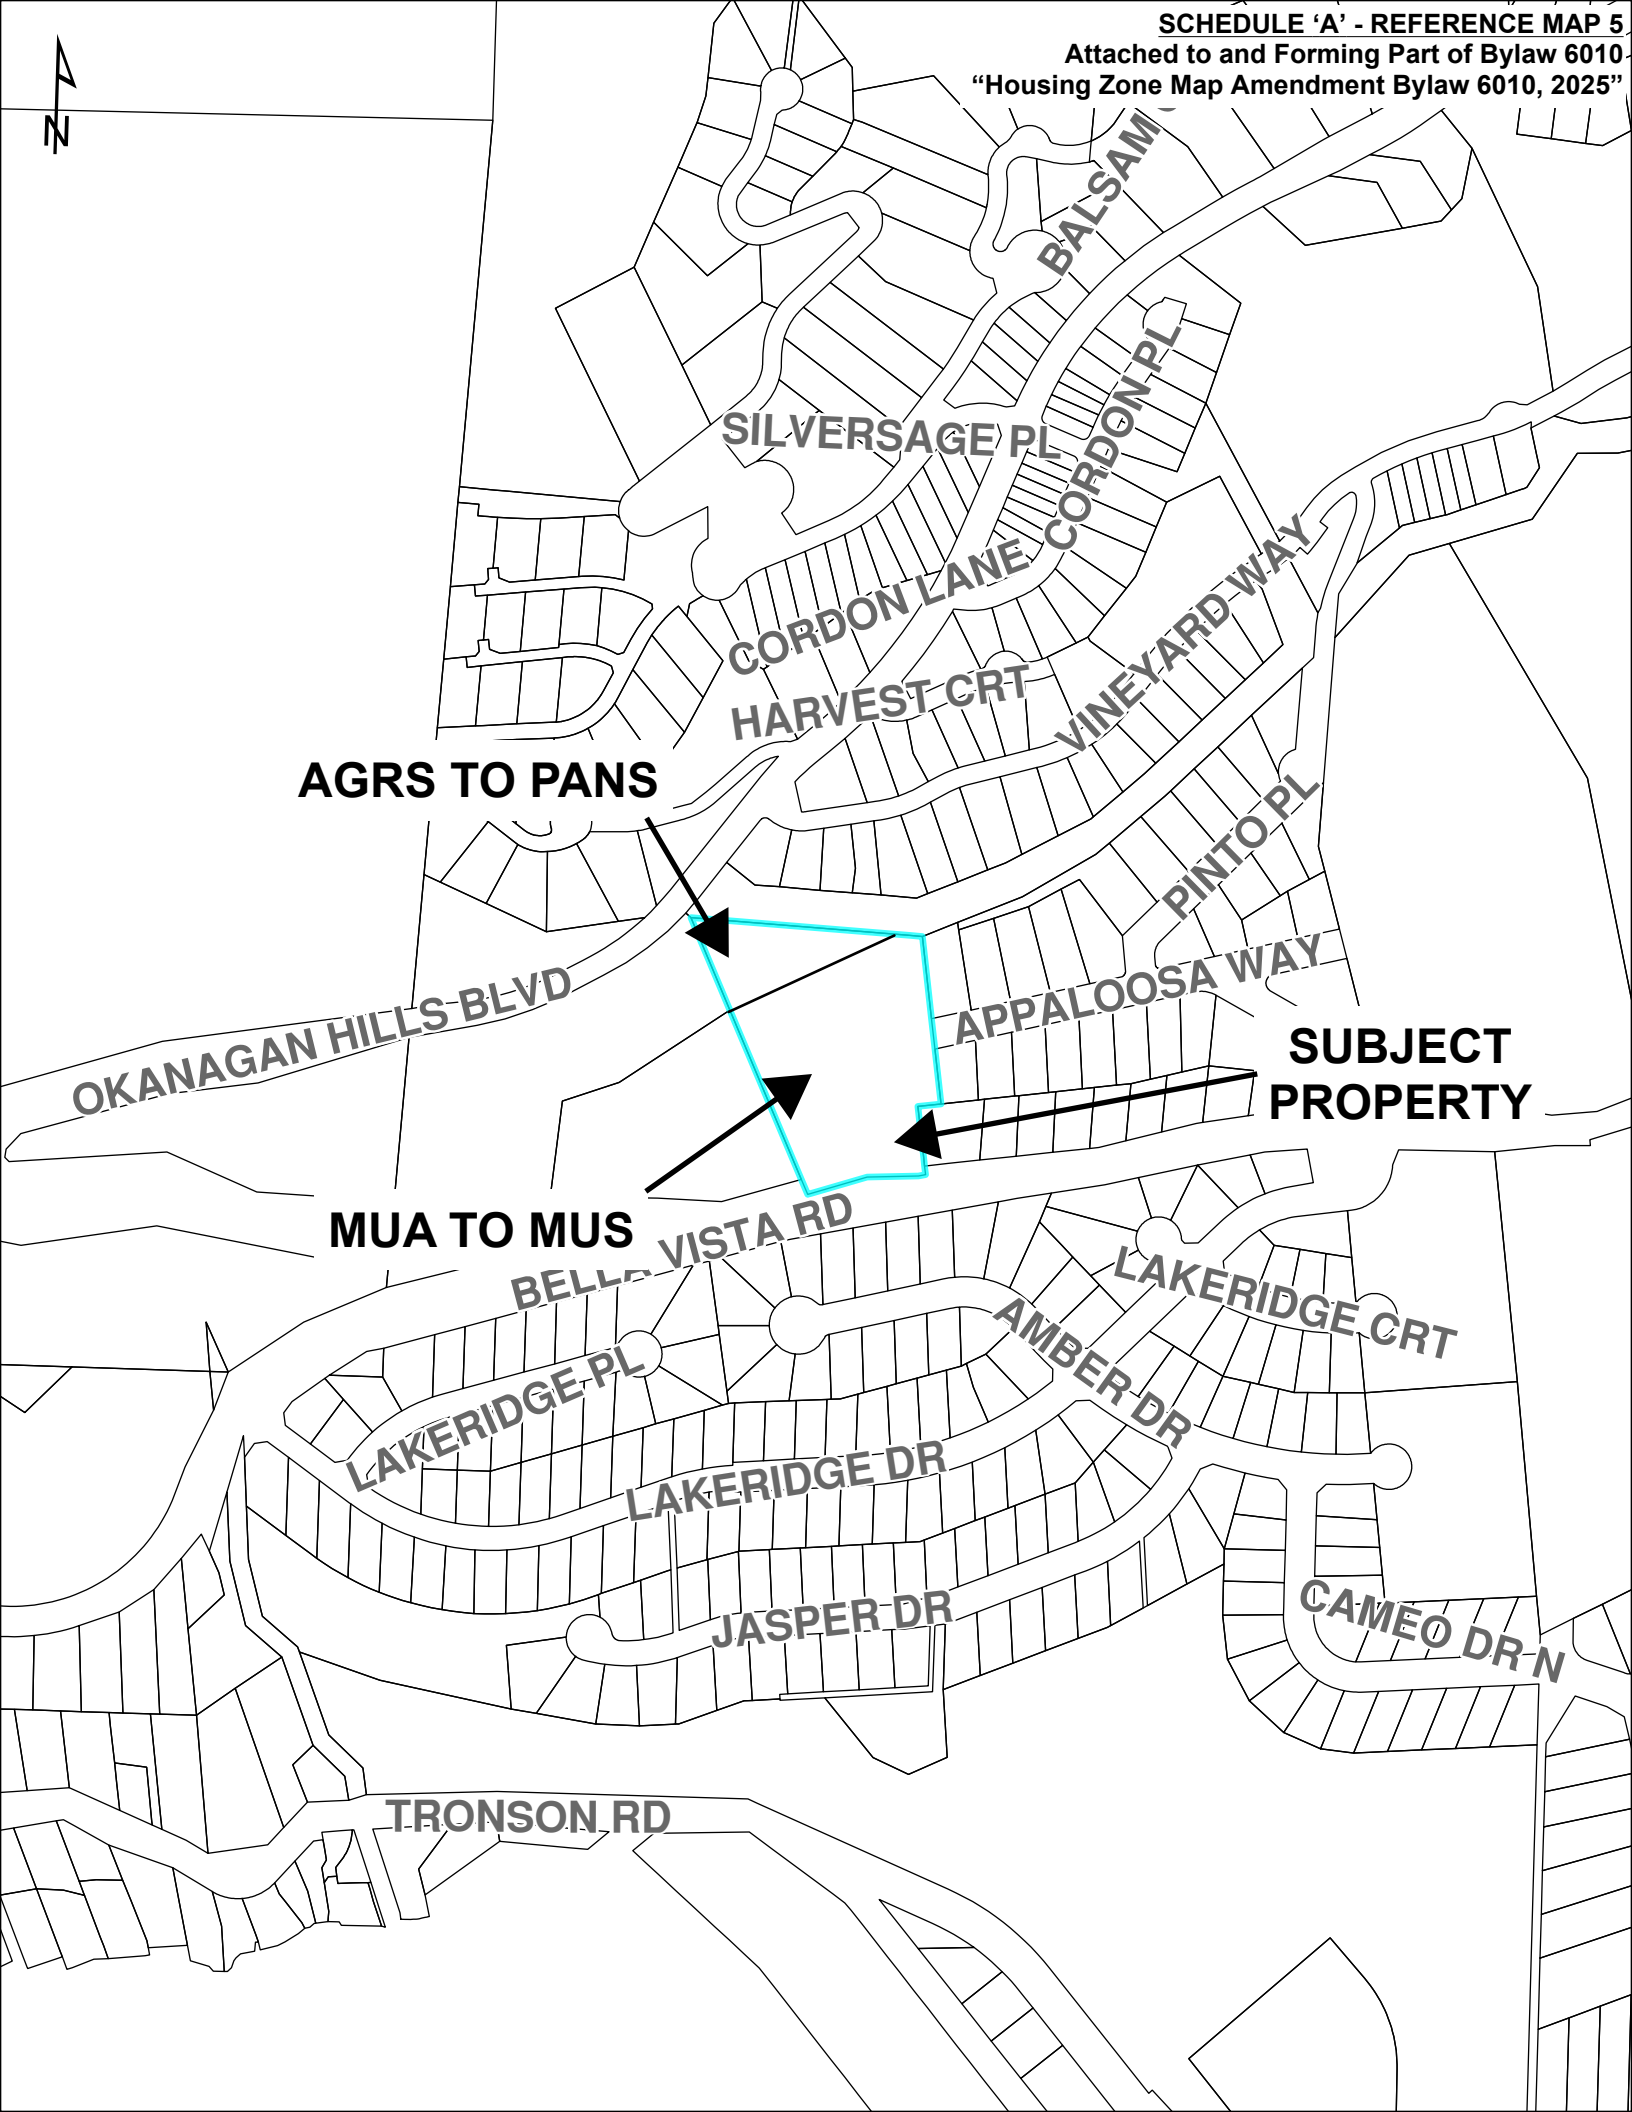 SCHEDULE ‘A’ - REFERENCE MAP 5
Attached to and Forming Part of Bylaw 6010
“Housing Zone Map Amendment Bylaw 6010, 2025”
N
BALSAM
CORDON PL
SILVERSAGE PL
CORDON LANE
VINEYARD WAY
HARVEST CRT
AGRS TO PANS
PINTO PL
OKANAGAN HILLS BLVD
APPALOOSA WAY
SUBJECT
PROPERTY
MUA TO MUS
BELLA VISTA RD
LAKERIDGE CRT
AMBER DR
LAKERIDGE PL
LAKERIDGE DR
JASPER DR
CAMEO DR N
TRONSON RD